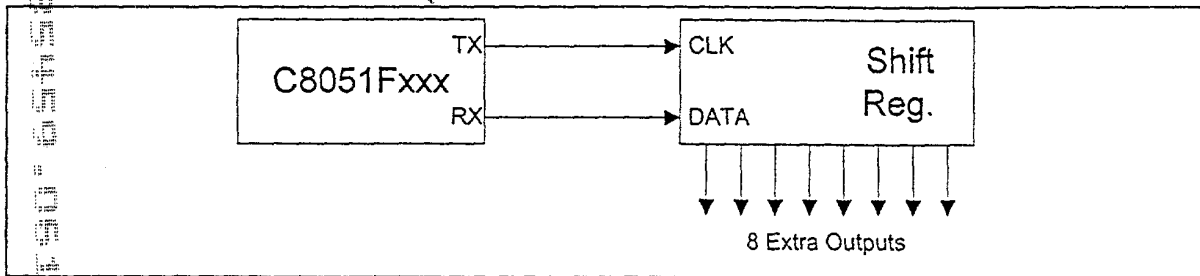 TX
CLK
C8051Fxxx
Shift
Reg.
RX
DATA
8 Extra Outputs